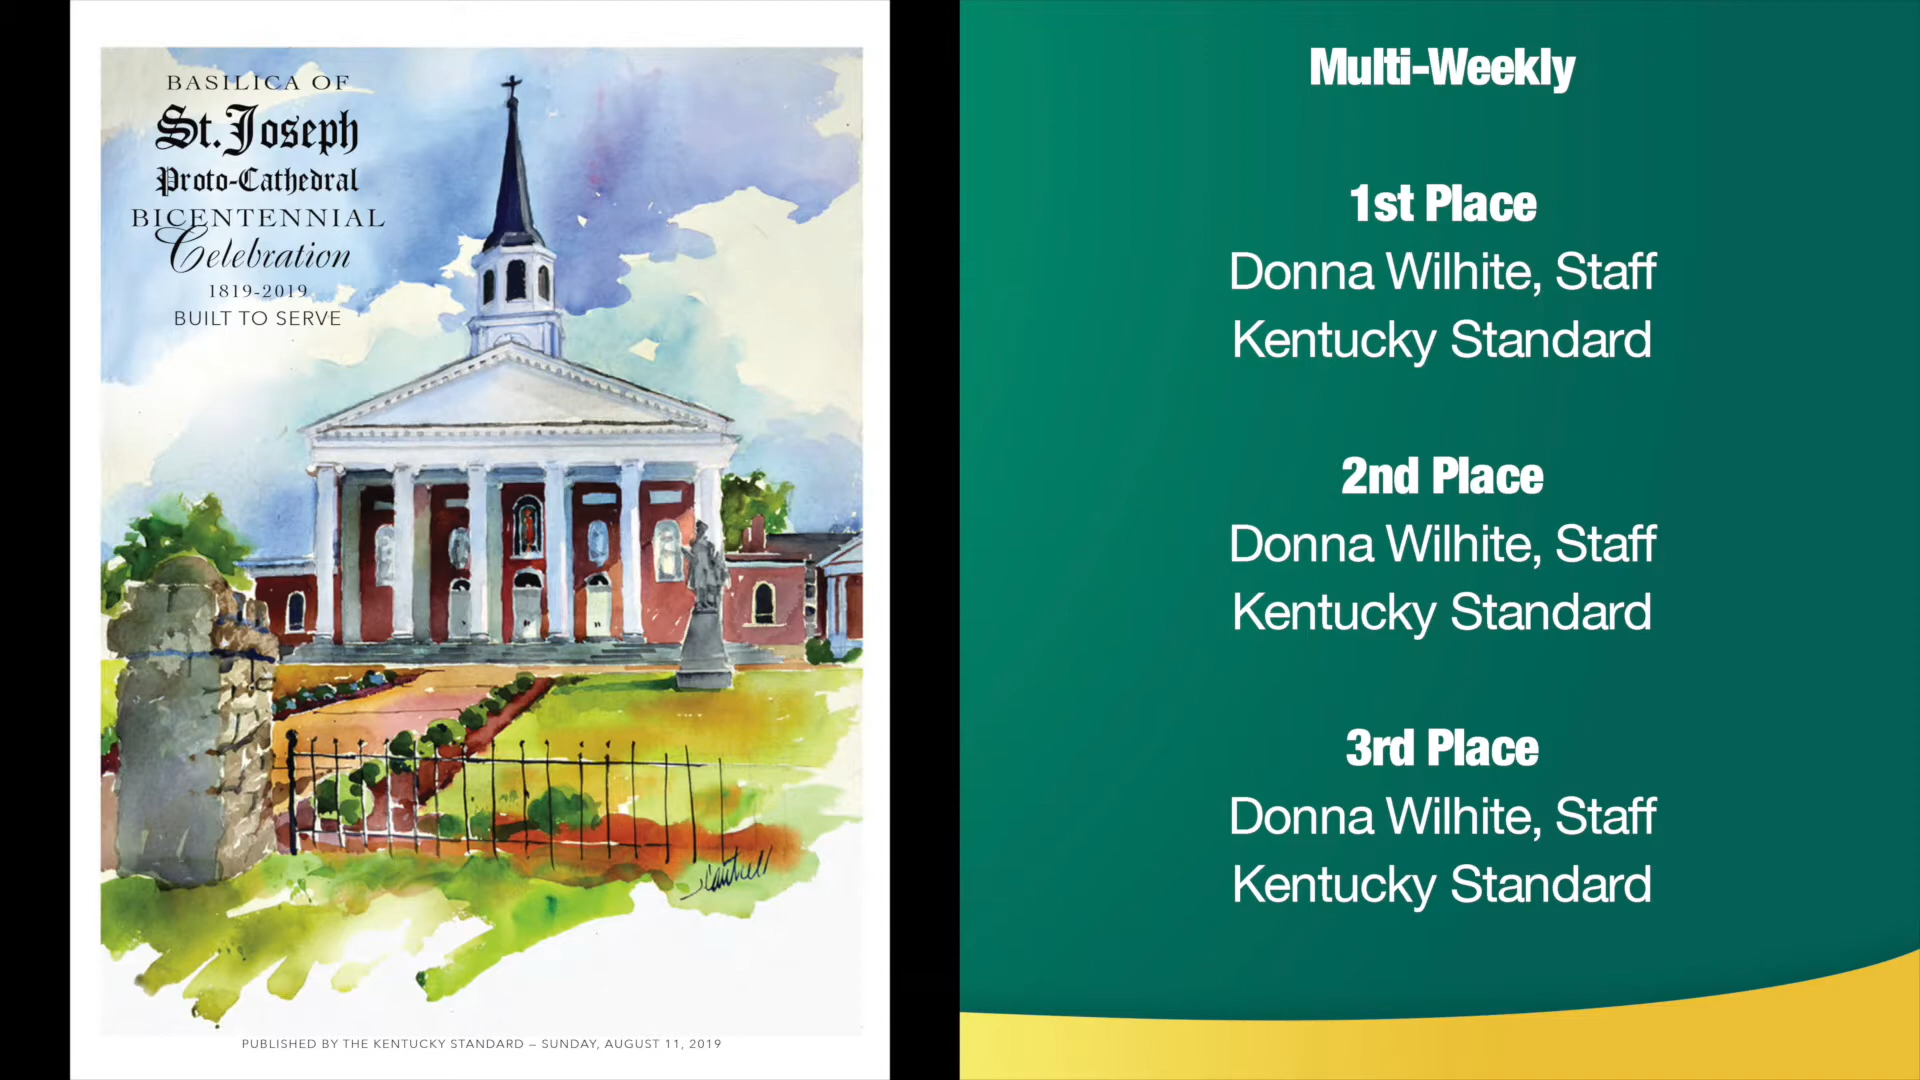 BASILICA OF
St. Joseph
Proto-Cathedral
BICENTENNIAL
Celebration
1819-2019
BUILT TO SERVE
PUBLISHED BY THE KENTUCKY STANDARD – SUNDAY, AUGUST 11, 2019
Multi-Weekly
1st Place
Donna Wilhite, Staff
Kentucky Standard
2nd Place
Donna Wilhite, Staff
Kentucky Standard
3rd Place
Donna Wilhite, Staff
Kentucky Standard